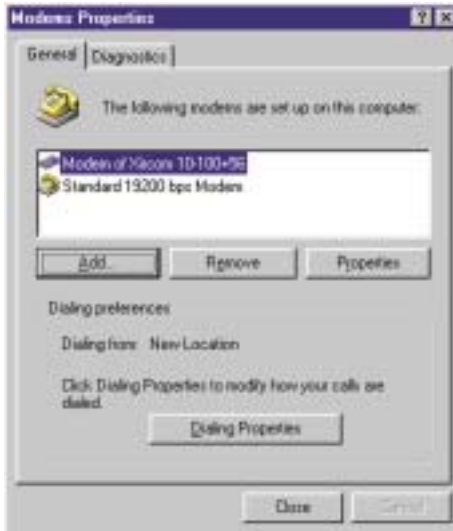 Modems Properties
General
Diagnostics
The following modems are set up on this computer:
Modem of Xircom 10-100+56
Standard 19200 bps Modem
Add...
Remove
Properties
Dialing preferences
Dialing from: New Location
Click Dialing Properties to modify how your calls are
dialed.
Dialing Properties
Close
Cancel